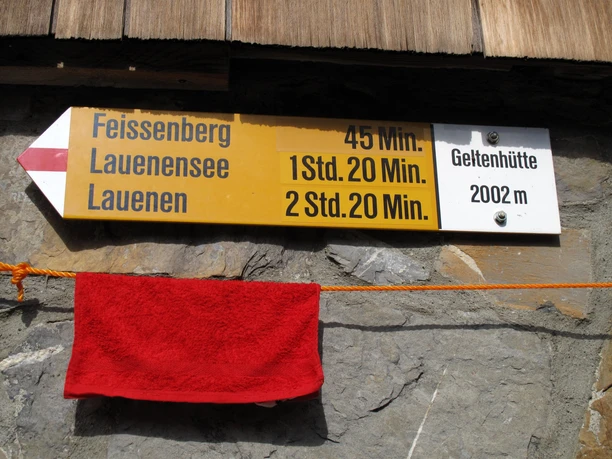 Feissenberg 45 Min.
Lauenensee 1 Std. 20 Min.
Lauenen 2 Std. 20 Min.
Geltenhütte
2002 m